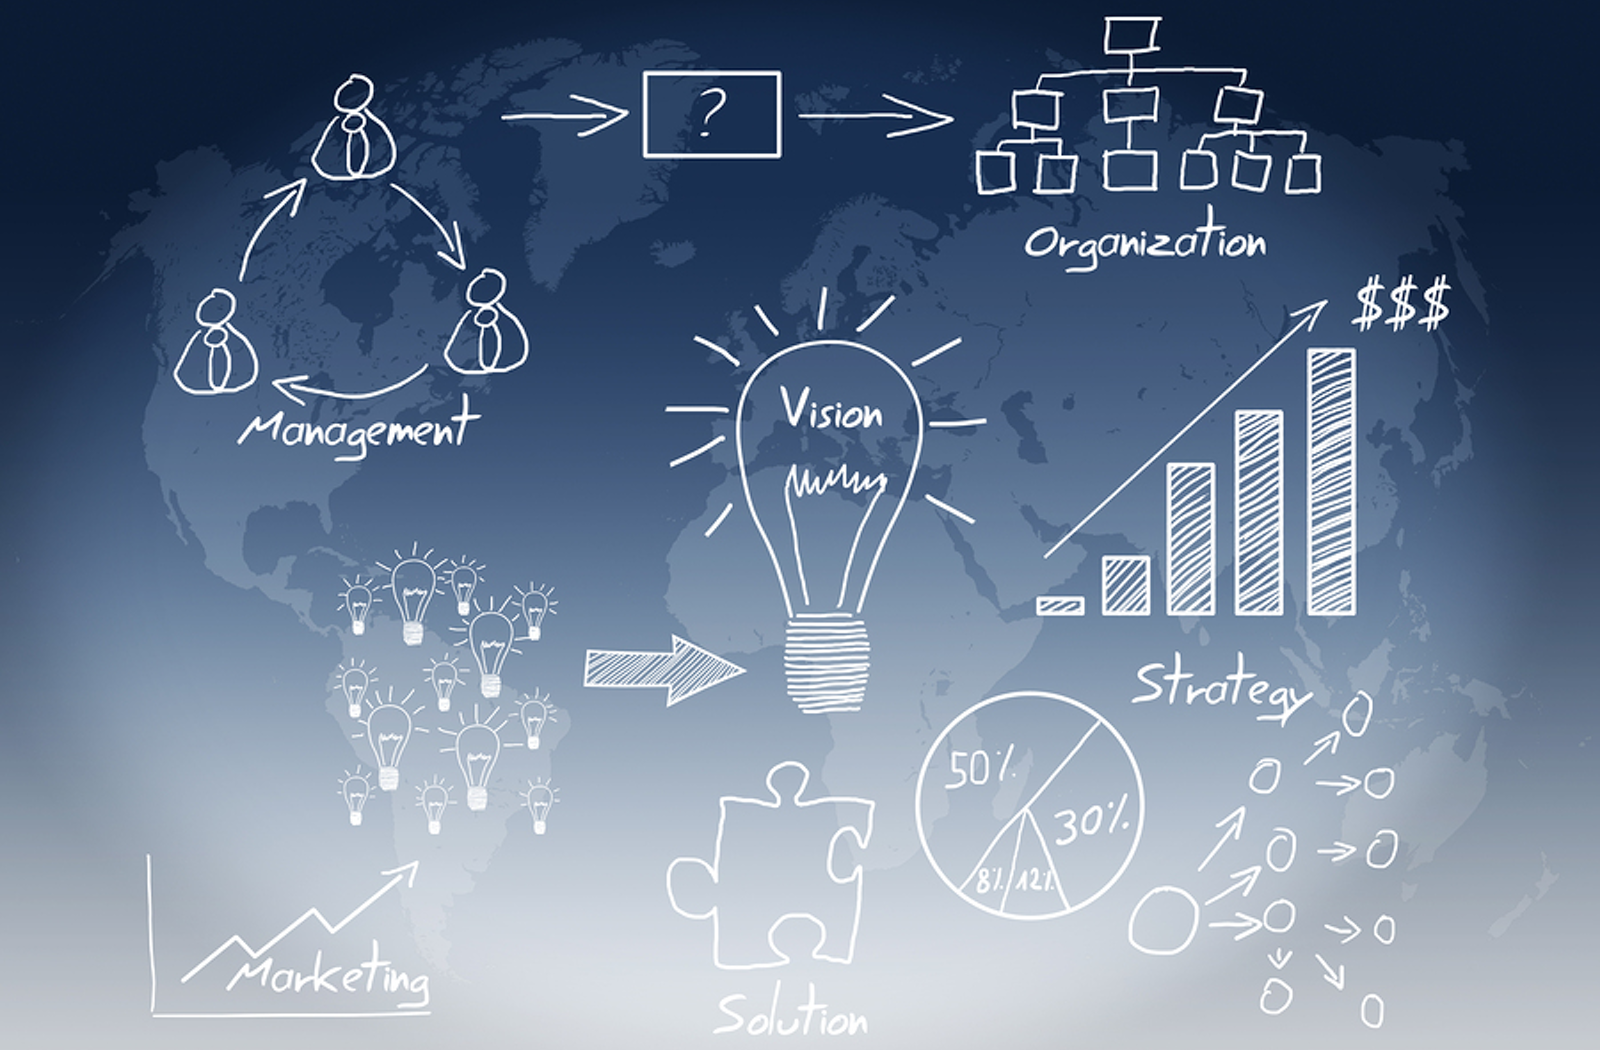 ?
Organization
$$$
Management
Vision
Strategy
50%
30%
8%
12%
Marketing
Solution